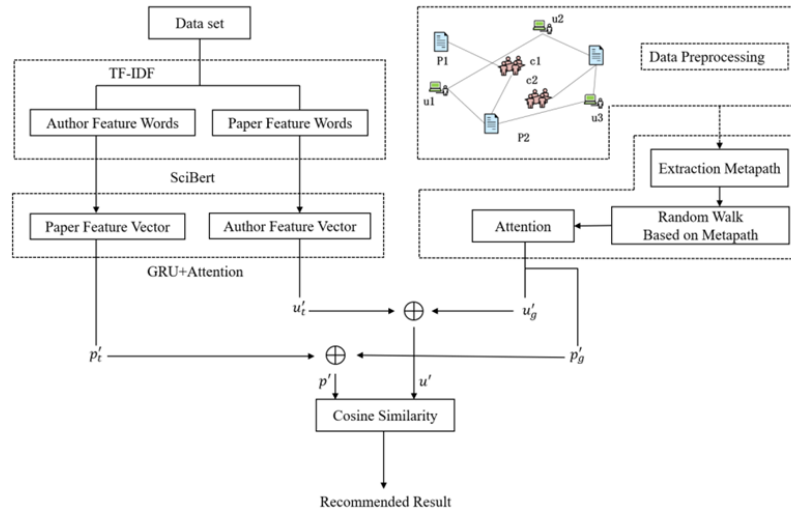 Data set
TF-IDF
Author Feature Words
Paper Feature Words
SciBert
Paper Feature Vector
Author Feature Vector
GRU+Attention
u2
P1
c1
c2
u1
u3
P2
Data Preprocessing
Extraction Metapath
Random Walk
Based on Metapath
Attention
u′t
u′g
p′t
p′g
p′
u′
Cosine Similarity
Recommended Result